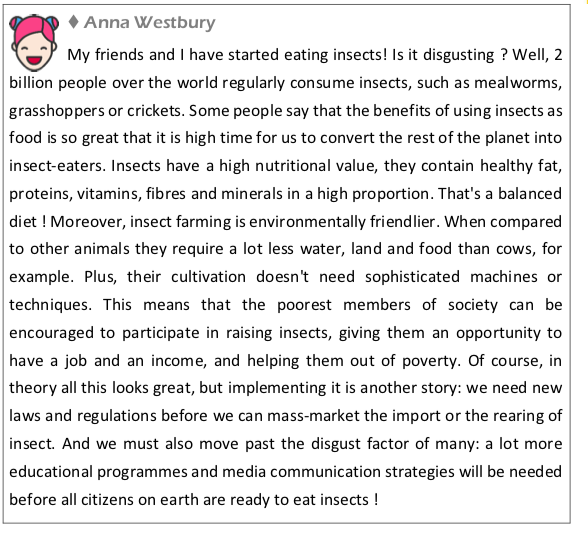 ♦ Anna Westbury
My friends and I have started eating insects! Is it disgusting ? Well, 2
billion people over the world regularly consume insects, such as mealworms,
grasshoppers or crickets. Some people say that the benefits of using insects as
food is so great that it is high time for us to convert the rest of the planet into
insect-eaters. Insects have a high nutritional value, they contain healthy fat,
proteins, vitamins, fibres and minerals in a high proportion. That's a balanced
diet ! Moreover, insect farming is environmentally friendlier. When compared
to other animals they require a lot less water, land and food than cows, for
example. Plus, their cultivation doesn't need sophisticated machines or
techniques. This means that the poorest members of society can be
encouraged to participate in raising insects, giving them an opportunity to
have a job and an income, and helping them out of poverty. Of course, in
theory all this looks great, but implementing it is another story: we need new
laws and regulations before we can mass-market the import or the rearing of
insect. And we must also move past the disgust factor of many: a lot more
educational programmes and media communication strategies will be needed
before all citizens on earth are ready to eat insects !